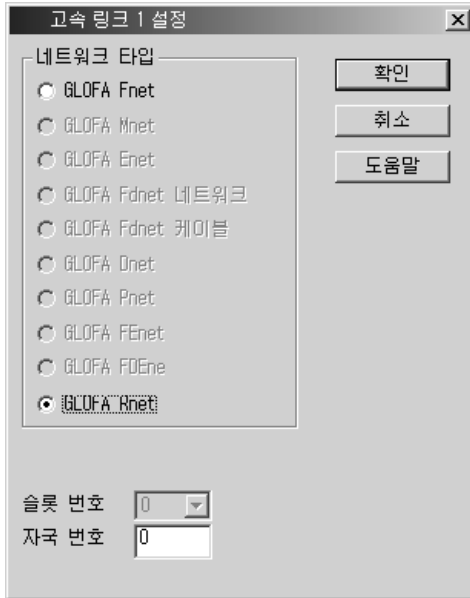 고속 링크 1 설정
네트워크 타입
GLOFA Fnet
GLOFA Mnet
GLOFA Enet
GLOFA Fdnet 네트워크
GLOFA Fdnet 케이블
GLOFA Dnet
GLOFA Pnet
GLOFA FEnet
GLOFA FDEne
GLOFA Rnet
확인
취소
도움말
슬롯 번호 0
자국 번호 0